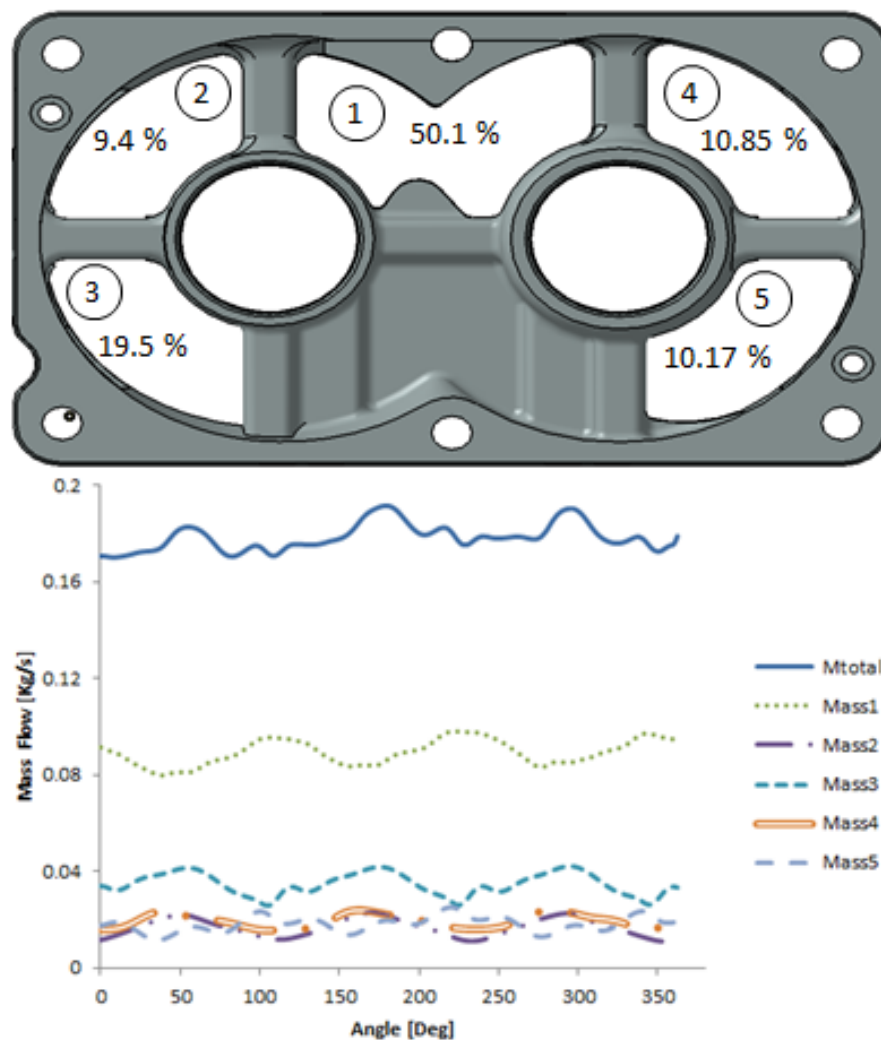 2
1
4
9.4 %
50.1 %
10.85 %
3
5
19.5 %
10.17 %
0.2
0.16
0.12
0.08
0.04
0
Mass Flow [Kg/s]
0 50 100 150 200 250 300 350
Angle [Deg]
Mtotal
Mass1
Mass2
Mass3
Mass4
Mass5